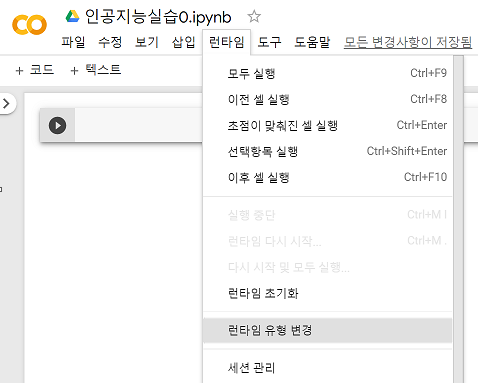 인공지능실습0.ipynb
파일 수정 보기 삽입 런타임 도구 도움말 모든 변경사항이 저장됨
+ 코드 + 텍스트
모두 실행 Ctrl+F9
이전 셀 실행 Ctrl+F8
초점이 맞춰진 셀 실행 Ctrl+Enter
선택항목 실행 Ctrl+Shift+Enter
이후 셀 실행 Ctrl+F10
실행 중단 Ctrl+M I
런타임 다시 시작... Ctrl+M .
다시 시작 및 모두 실행...
런타임 초기화
런타임 유형 변경
세션 관리